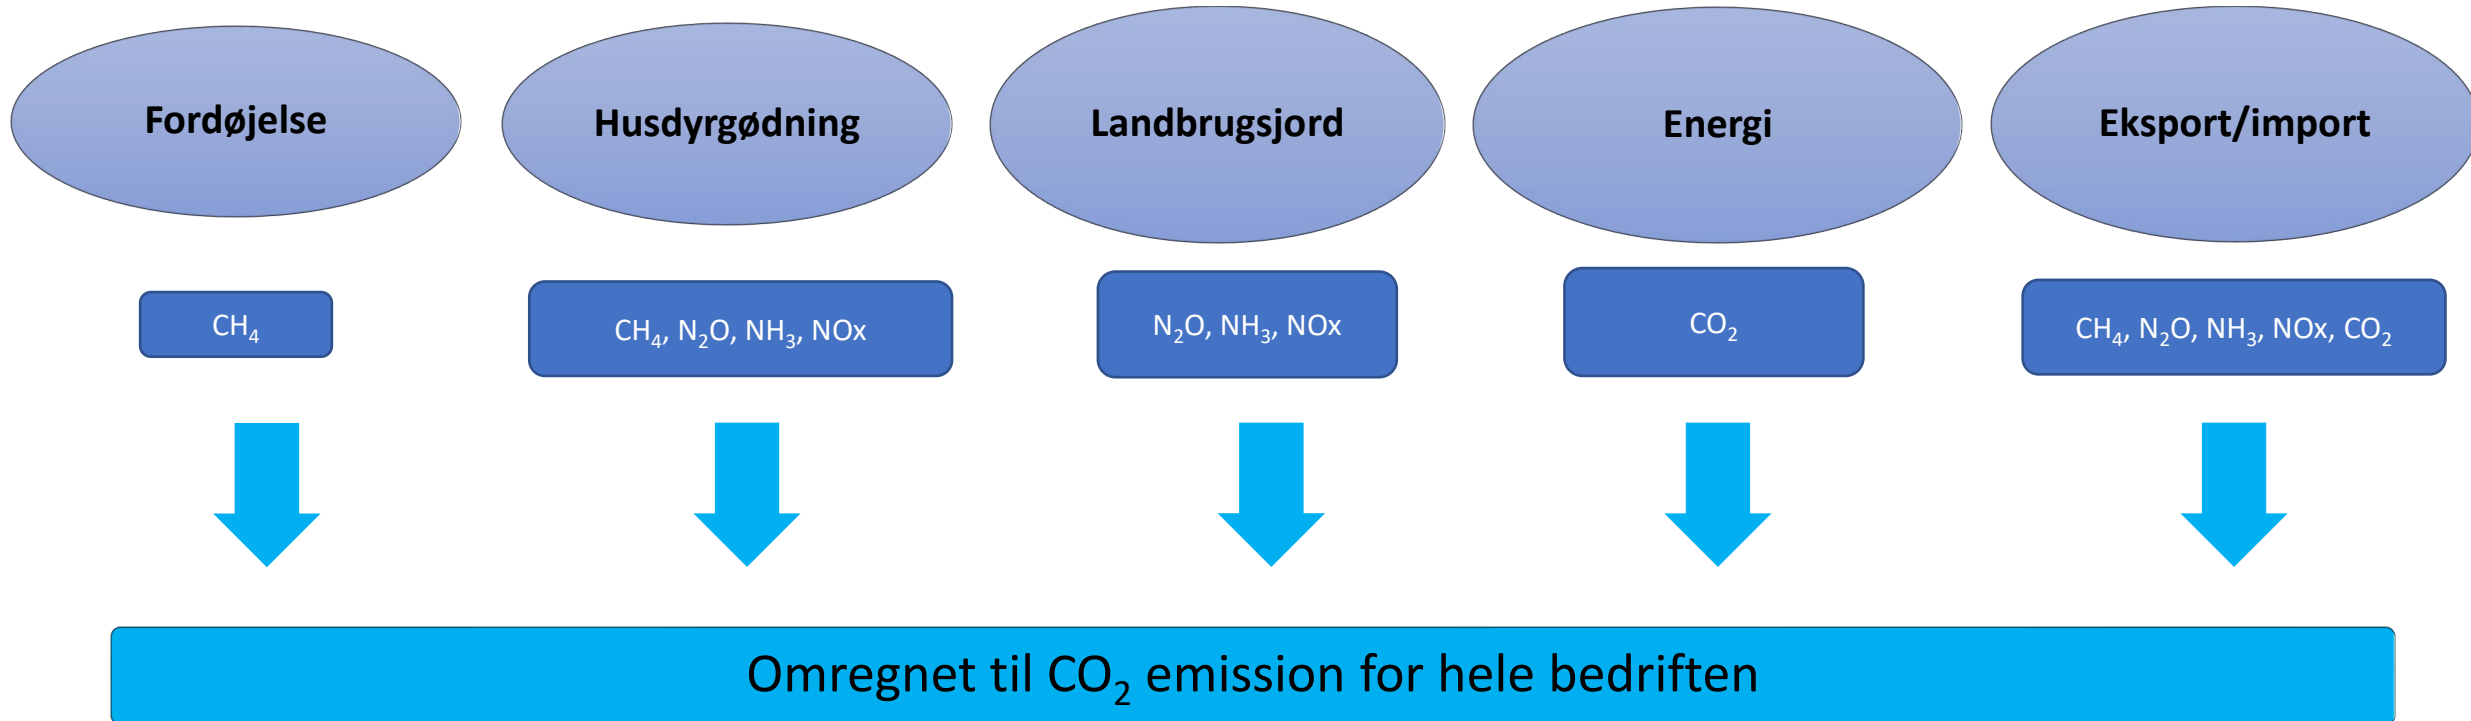 Fordøjelse
Husdyrgødning
Landbrugsjord
Energi
Eksport/import
CH₄
CH₄, N₂O, NH₃, NOx
N₂O, NH₃, NOx
CO₂
CH₄, N₂O, NH₃, NOx, CO₂
Omregnet til CO₂ emission for hele bedriften